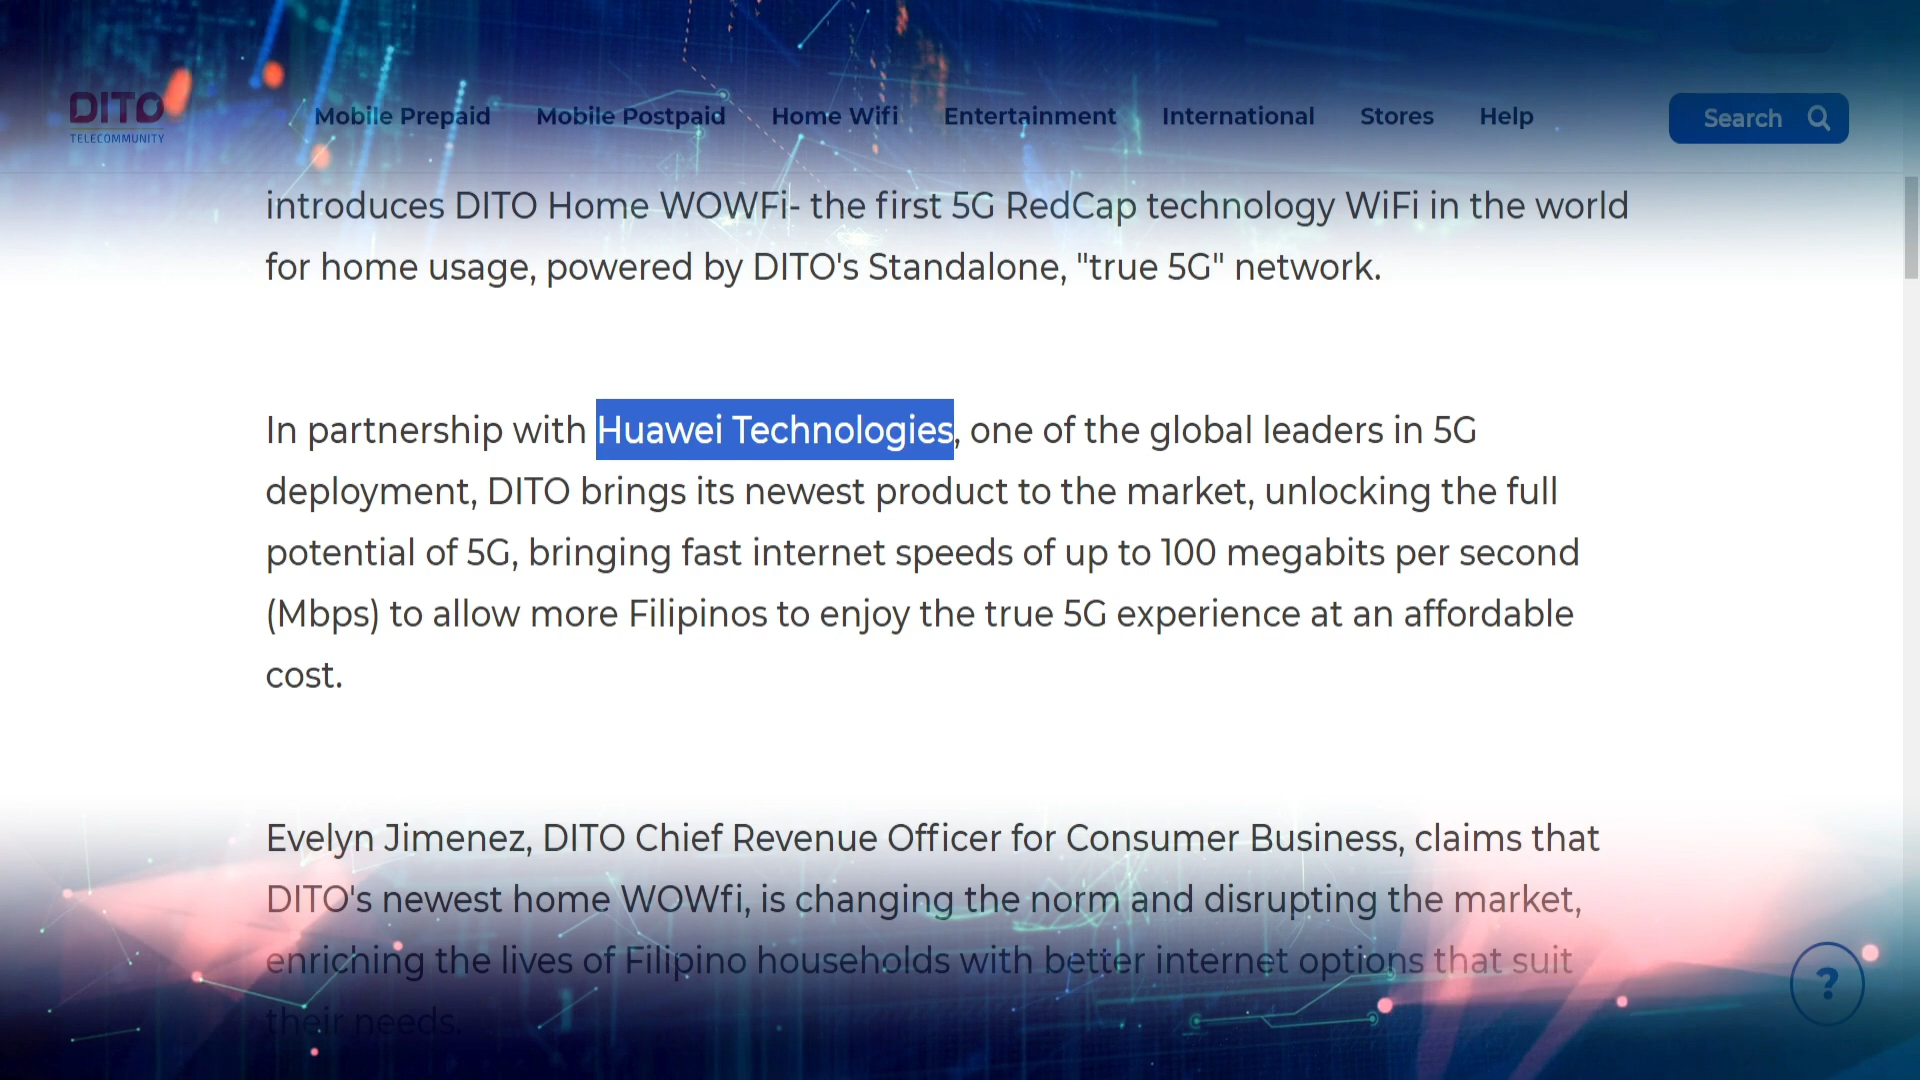 DITO
TELECOMMUNITY
Mobile Prepaid Mobile Postpaid Home Wifi Entertainment International Stores Help Search
introduces DITO Home WOWFi- the first 5G RedCap technology WiFi in the world
for home usage, powered by DITO's Standalone, "true 5G" network.
In partnership with Huawei Technologies, one of the global leaders in 5G
deployment, DITO brings its newest product to the market, unlocking the full
potential of 5G, bringing fast internet speeds of up to 100 megabits per second
(Mbps) to allow more Filipinos to enjoy the true 5G experience at an affordable
cost.
Evelyn Jimenez, DITO Chief Revenue Officer for Consumer Business, claims that
DITO's newest home WOWfi, is changing the norm and disrupting the market,
enriching the lives of Filipino households with better internet options that suit
their needs.
?